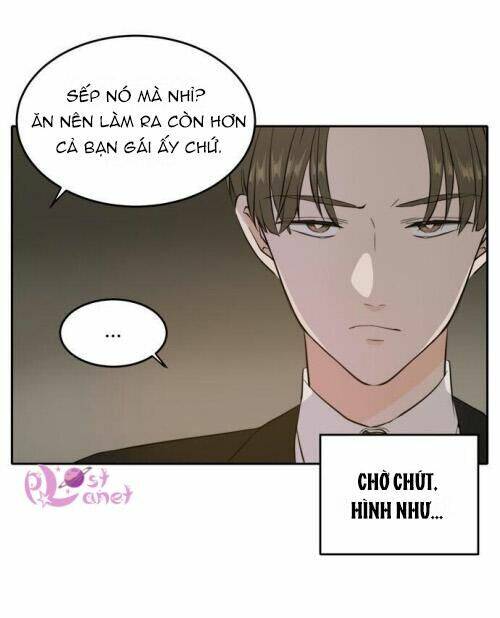 SẾP NÓ MÀ NHỈ?
ĂN NÊN LÀM RA CÒN HƠN
CẢ BẠN GÁI ẤY CHỨ.
...
Lost
Planet
CHỜ CHÚT.
HÌNH NHƯ...